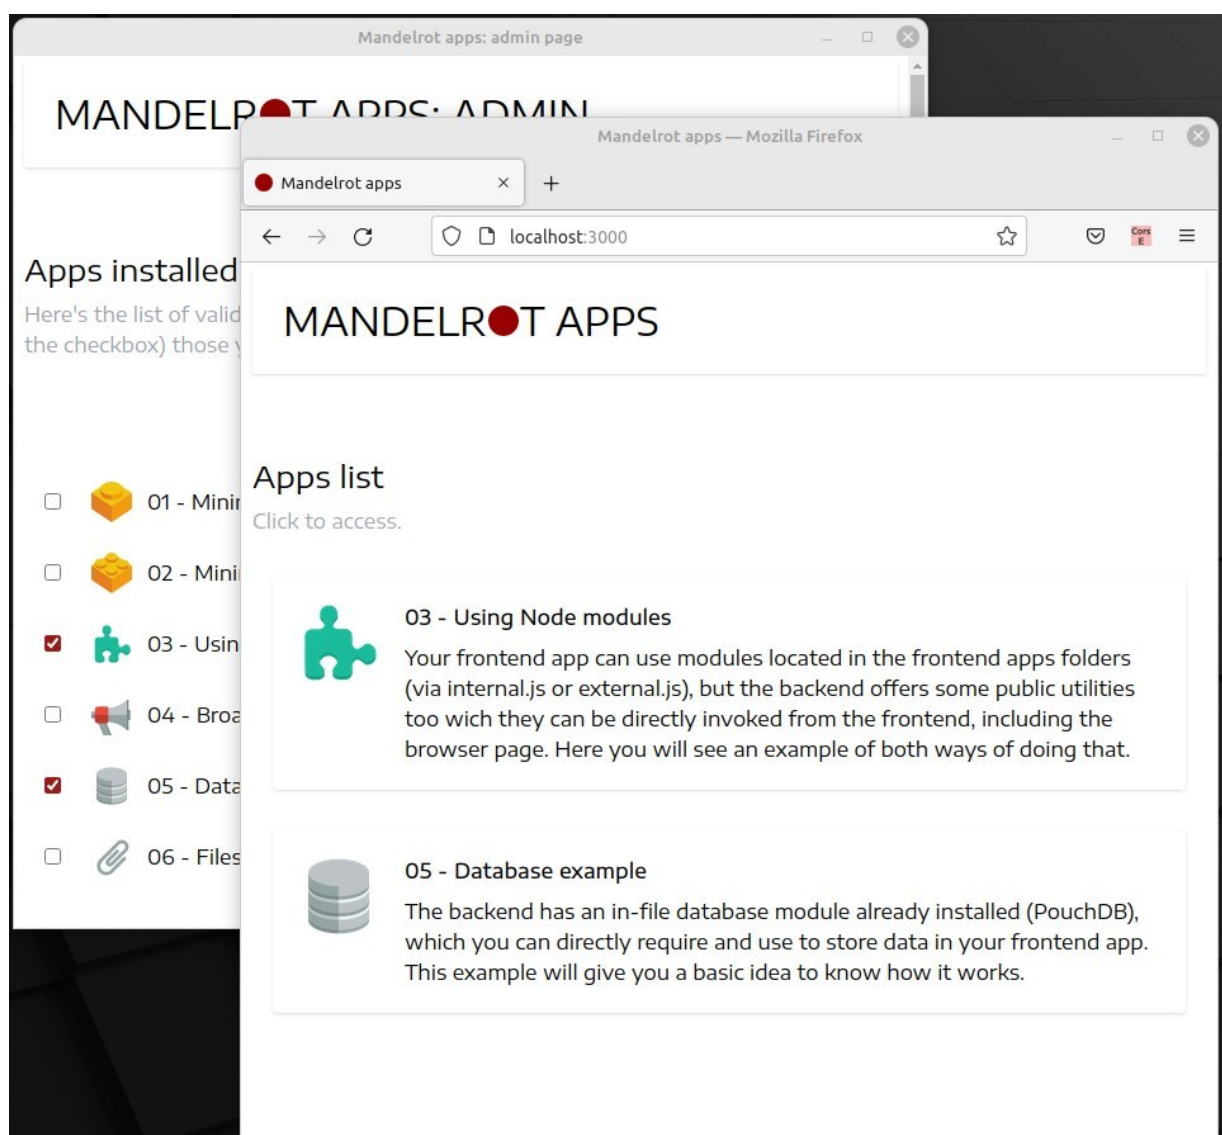 Mandelrot apps: admin page
MANDELR T APPS: ADMIN
Mandelrot apps — Mozilla Firefox
Mandelrot apps
localhost:3000
Cors
E
Apps installed
Here's the list of valid
the checkbox) those
01 -
02 -
03 -
04 -
05 -
06 - Files
MANDELR T APPS
Apps list
Click to access.
03 - Using Node modules
Your frontend app can use modules located in the frontend apps folders
(via internal.js or external.js), but the backend offers some public utilities
too wich they can be directly invoked from the frontend, including the
browser page. Here you will see an example of both ways of doing that.
05 - Database example
The backend has an in-file database module already installed (PouchDB),
which you can directly require and use to store data in your frontend app.
This example will give you a basic idea to know how it works.